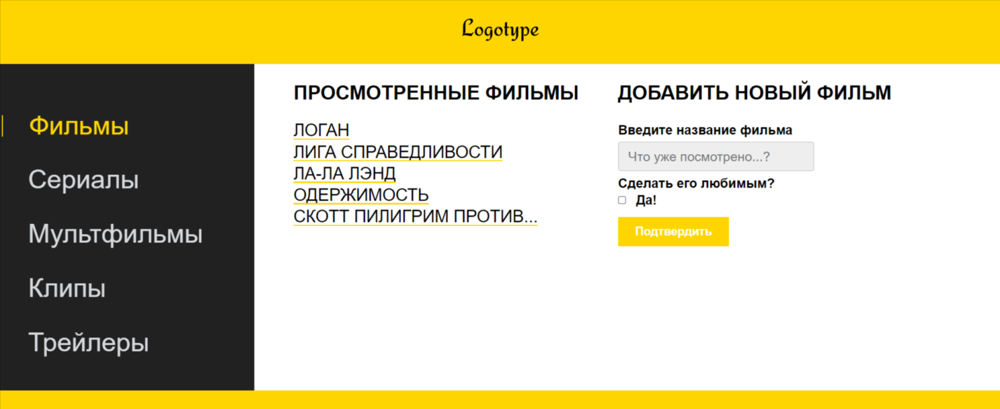 Logotype
Фильмы
Сериалы
Мультфильмы
Клипы
Трейлеры
ПРОСМОТРЕННЫЕ ФИЛЬМЫ
ЛОГАН
ЛИГА СПРАВЕДЛИВОСТИ
ЛА-ЛА ЛЭНД
ОДЕРЖИМОСТЬ
СКОТТ ПИЛИГРИМ ПРОТИВ...
ДОБАВИТЬ НОВЫЙ ФИЛЬМ
Введите название фильма
Что уже посмотрено...?
Сделать его любимым?
Да!
Подтвердить